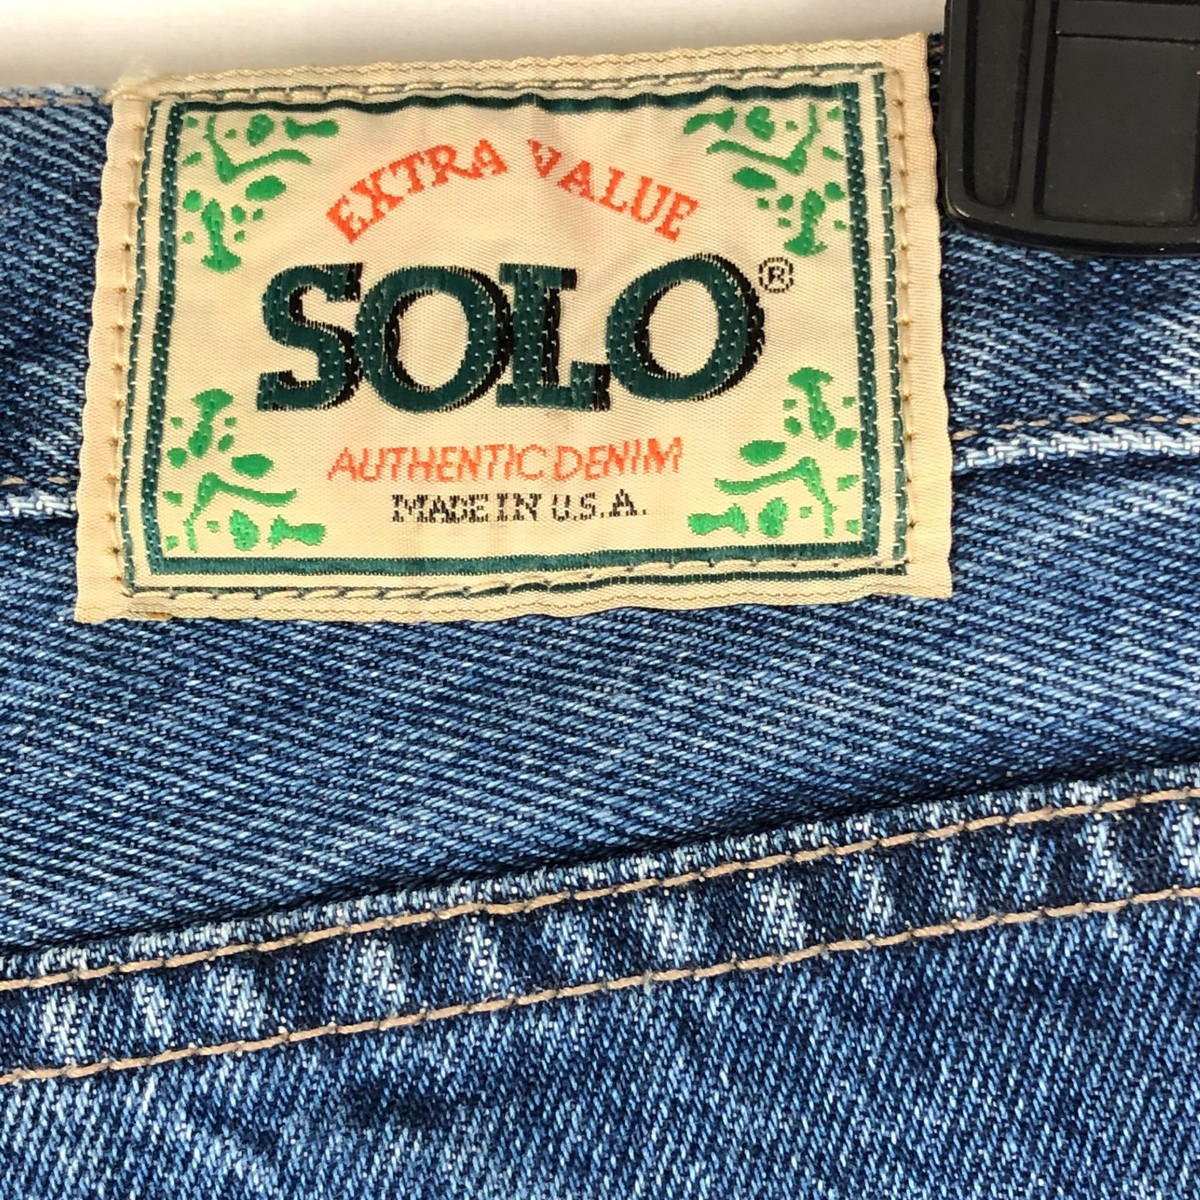 EXTRA VALUE
SOLO®
AUTHENTIC DENIM
MADE IN U.S.A.